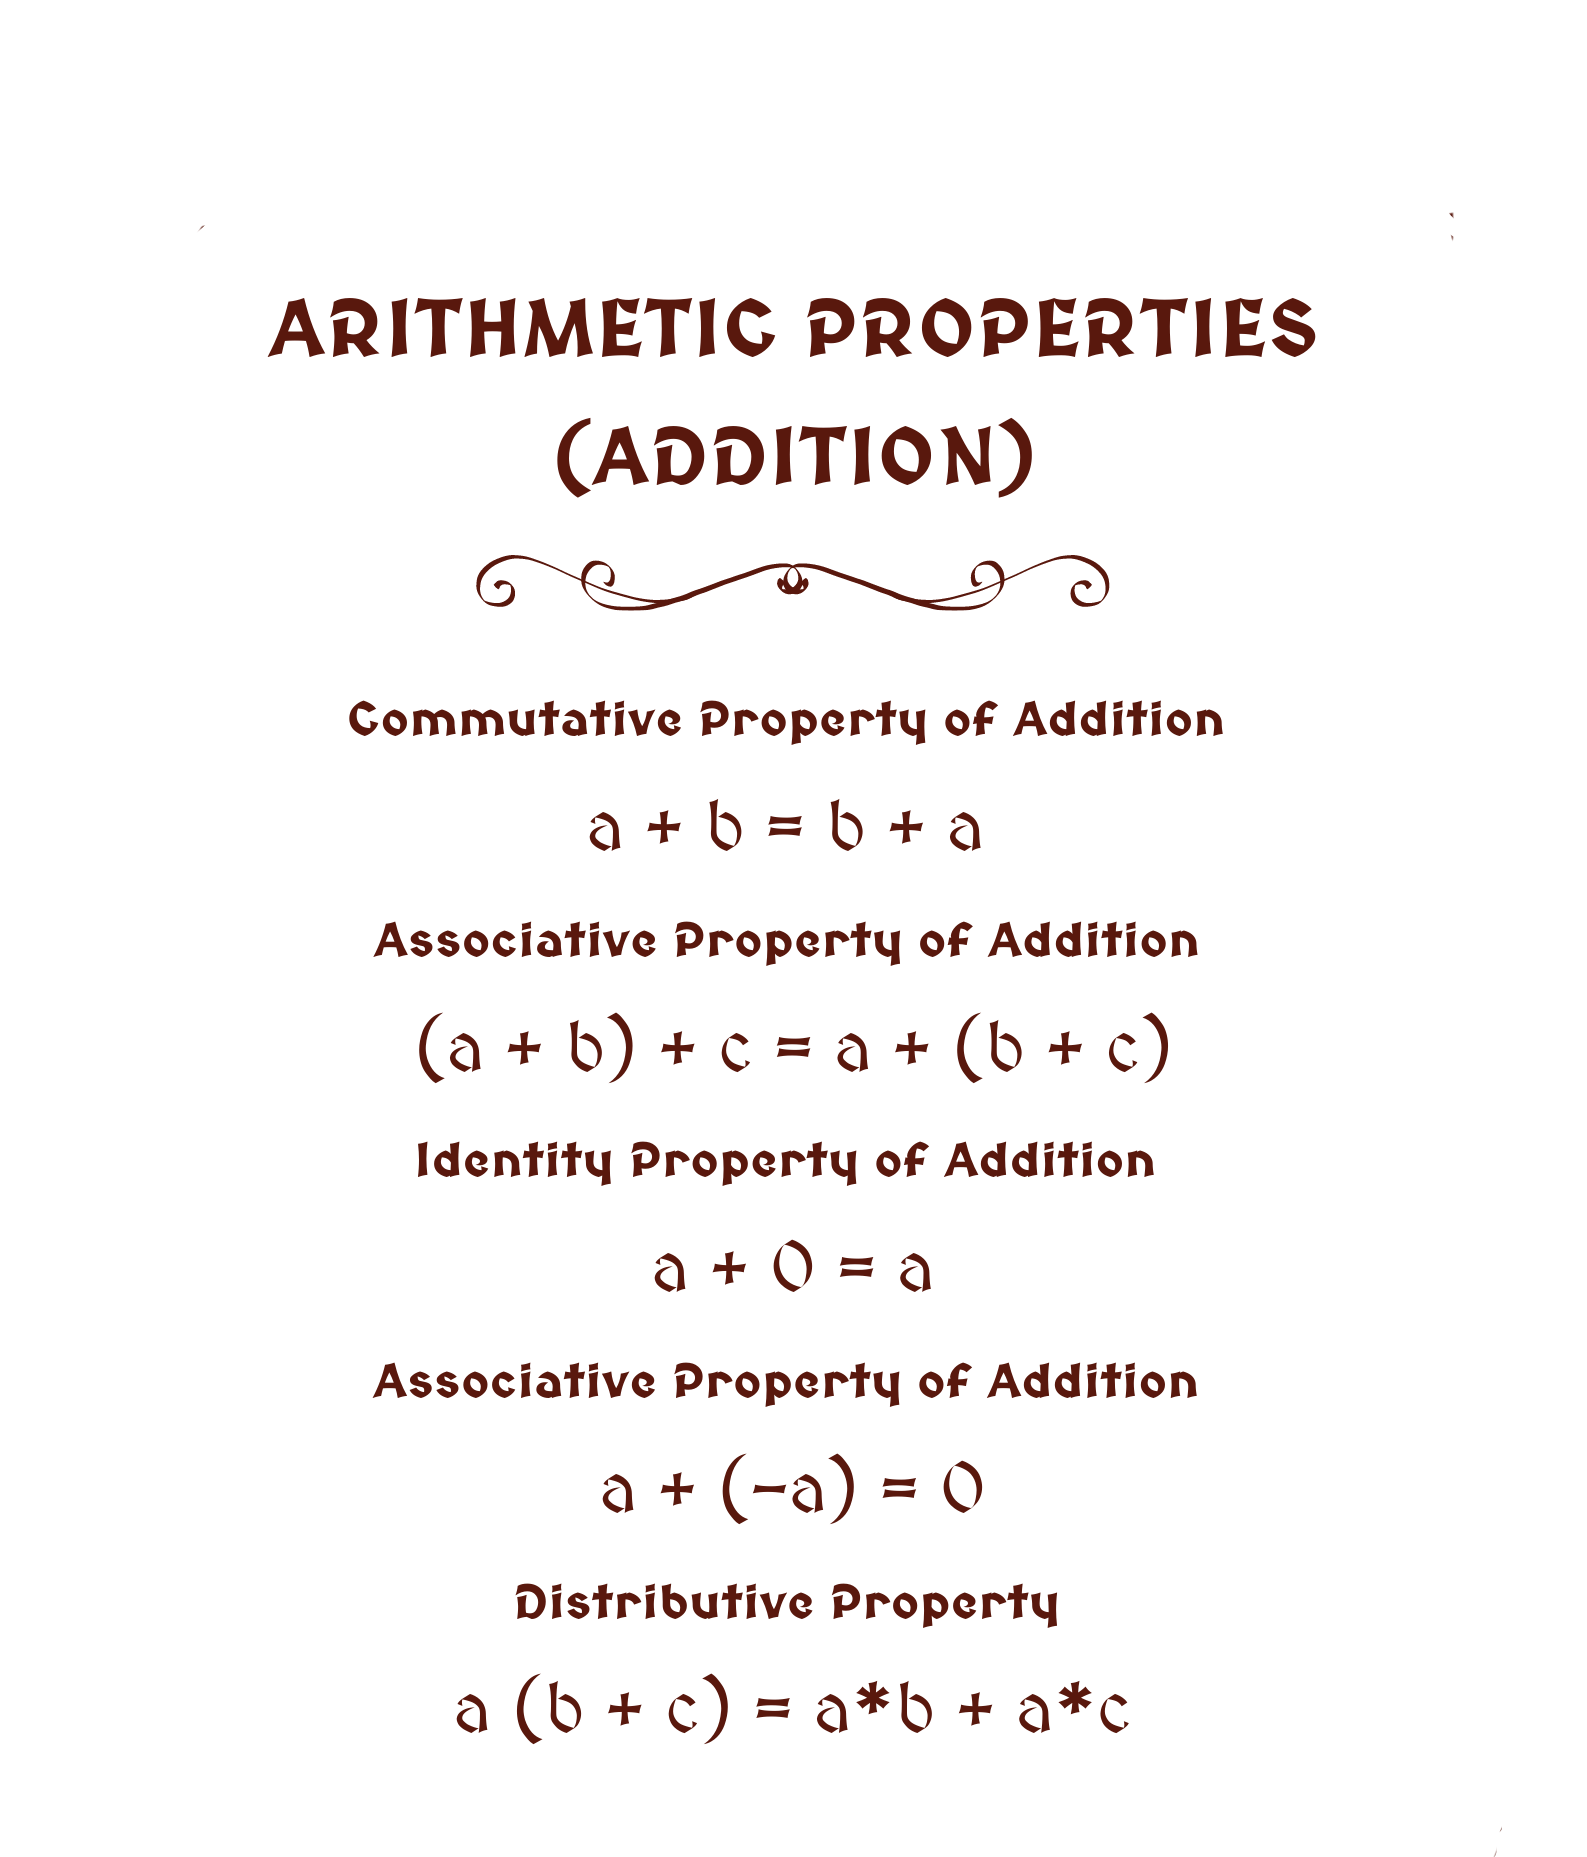 ARITHMETIC PROPERTIES
(ADDITION)
Commutative Property of Addition
a + b = b + a
Associative Property of Addition
(a + b) + c = a + (b + c)
Identity Property of Addition
a + 0 = a
Associative Property of Addition
a + (-a) = 0
Distributive Property
a (b + c) = a*b + a*c